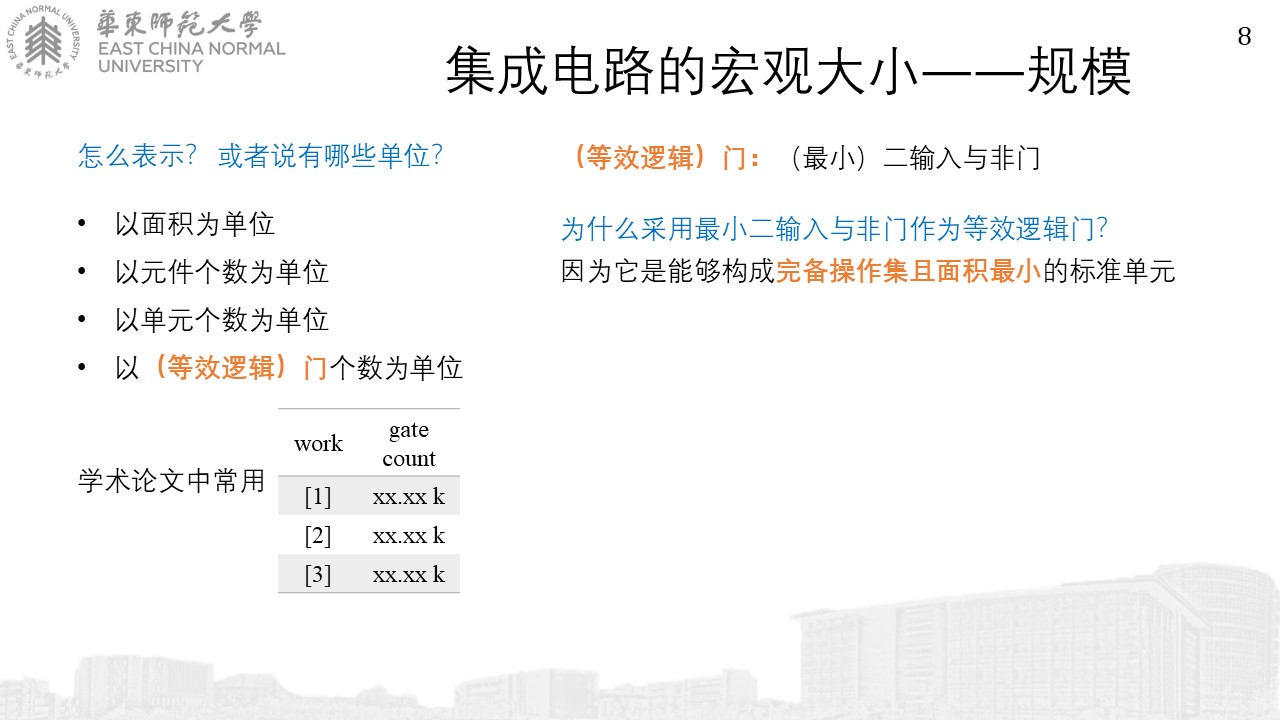 EAST CHINA NORMAL UNIVERSITY
華東師範大學
華東師範大學
EAST CHINA NORMAL
UNIVERSITY
8
集成电路的宏观大小——规模
怎么表示？ 或者说有哪些单位？
• 以面积为单位
• 以元件个数为单位
• 以单元个数为单位
• 以（等效逻辑）门个数为单位
学术论文中常用
work gate count
[1] xx.xx k
[2] xx.xx k
[3] xx.xx k
（等效逻辑）门：（最小）二输入与非门
为什么采用最小二输入与非门作为等效逻辑门？
因为它是能够构成完备操作集且面积最小的标准单元